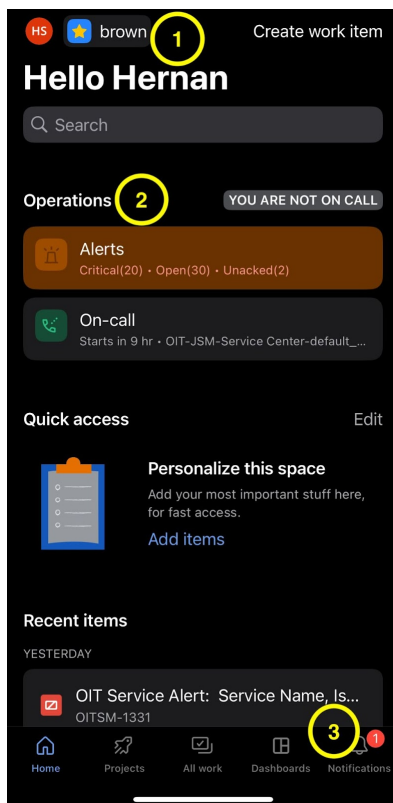 HS brown 1 Create work item
Hello Hernan
Search
Operations 2 YOU ARE NOT ON CALL
Alerts
Critical(20) • Open(30) • Unacked(2)
On-call
Starts in 9 hr • OIT-JSM-Service Center-default_...
Quick access Edit
Personalize this space
Add your most important stuff here,
for fast access.
Add items
Recent items
YESTERDAY
OIT Service Alert: Service Name, Is...
OITSM-1331
3 1
Home Projects All work Dashboards Notifications